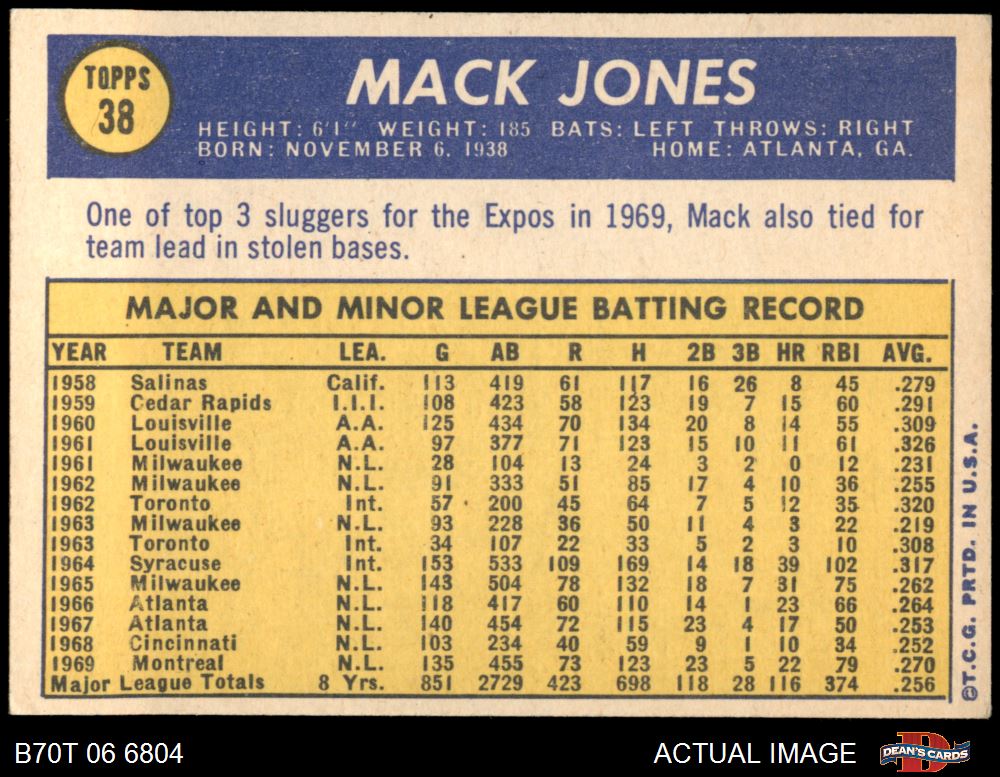 TOPPS
38
MACK JONES
HEIGHT: 6'1" WEIGHT: 185 BATS: LEFT THROWS: RIGHT
BORN: NOVEMBER 6, 1938 HOME: ATLANTA, GA.
One of top 3 sluggers for the Expos in 1969, Mack also tied for
team lead in stolen bases.
MAJOR AND MINOR LEAGUE BATTING RECORD
YEAR TEAM LEA. G AB R H 2B 3B HR RBI AVG.
1958 Salinas Calif. 113 419 61 117 16 26 8 45 .279
1959 Cedar Rapids I.I.I. 108 423 58 123 19 7 15 60 .291
1960 Louisville A.A. 125 434 70 134 20 8 14 55 .309
1961 Louisville A.A. 97 377 71 123 15 10 11 61 .326
1961 Milwaukee N.L. 28 104 13 24 3 2 0 12 .231
1962 Milwaukee N.L. 91 333 51 85 17 4 10 36 .255
1962 Toronto Int. 57 200 45 64 7 5 12 35 .320
1963 Milwaukee N.L. 93 228 36 50 11 4 3 22 .219
1963 Toronto Int. 34 107 22 33 5 2 3 10 .308
1964 Syracuse Int. 153 533 109 169 14 18 39 102 .317
1965 Milwaukee N.L. 143 504 78 132 18 7 31 75 .262
1966 Atlanta N.L. 118 417 60 110 14 1 23 66 .264
1967 Atlanta N.L. 140 454 72 115 23 4 17 50 .253
1968 Cincinnati N.L. 103 234 40 59 9 1 10 34 .252
1969 Montreal N.L. 135 455 73 123 23 5 22 79 .270
Major League Totals 8 Yrs. 851 2729 423 698 118 28 116 374 .256
©T.C.G. PRTD. IN U.S.A.
B70T 06 6804 ACTUAL IMAGE
DEAN'S CARDS